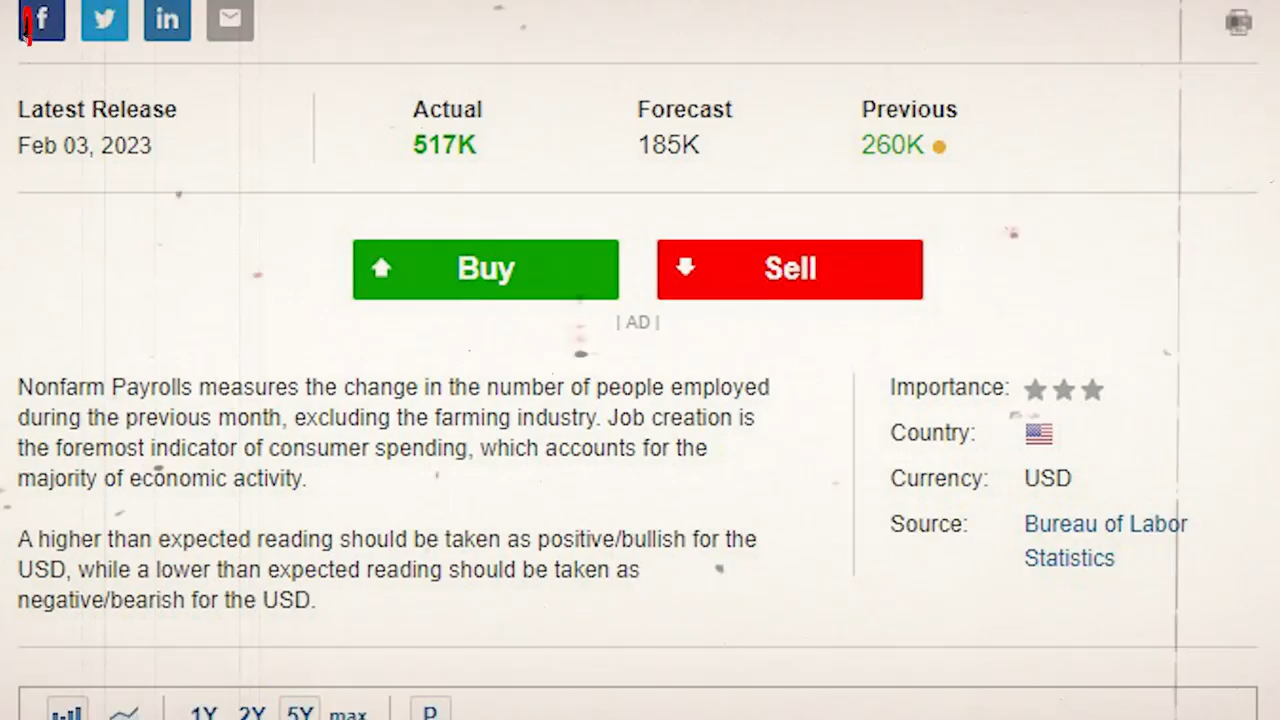 f in
Latest Release Actual Forecast Previous
Feb 03, 2023 517K 185K 260K
Buy Sell
| AD |
Nonfarm Payrolls measures the change in the number of people employed
during the previous month, excluding the farming industry. Job creation is
the foremost indicator of consumer spending, which accounts for the
majority of economic activity.
A higher than expected reading should be taken as positive/bullish for the
USD, while a lower than expected reading should be taken as
negative/bearish for the USD.
Importance:
Country:
Currency: USD
Source: Bureau of Labor
Statistics
1Y 2Y 5Y max P